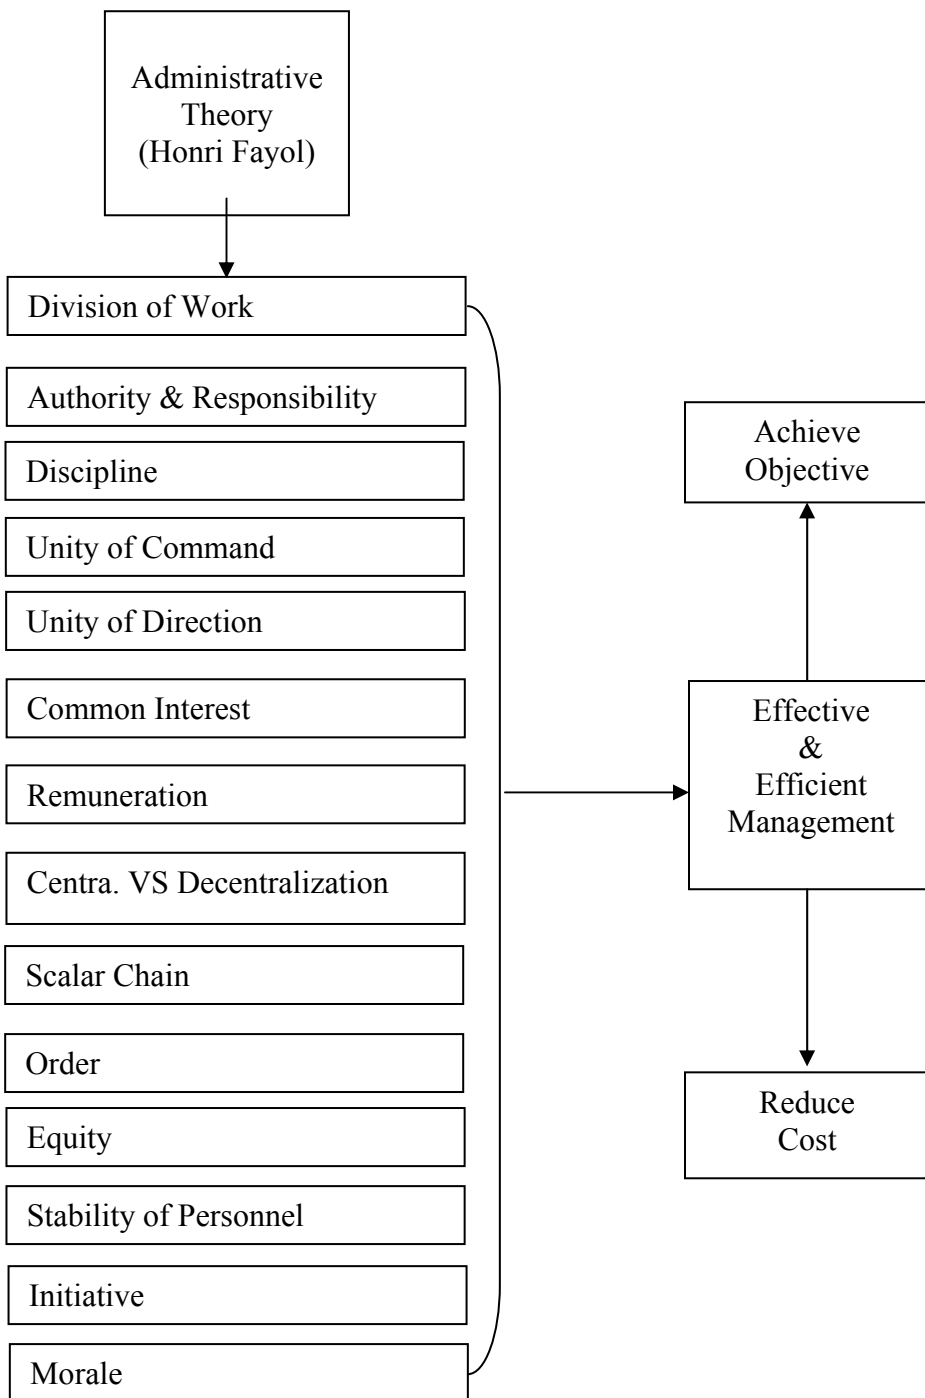 Administrative
Theory
(Honri Fayol)
Division of Work
Authority & Responsibility
Discipline
Unity of Command
Unity of Direction
Common Interest
Remuneration
Centra. VS Decentralization
Scalar Chain
Order
Equity
Stability of Personnel
Initiative
Morale
Achieve
Objective
Effective
&
Efficient
Management
Reduce
Cost